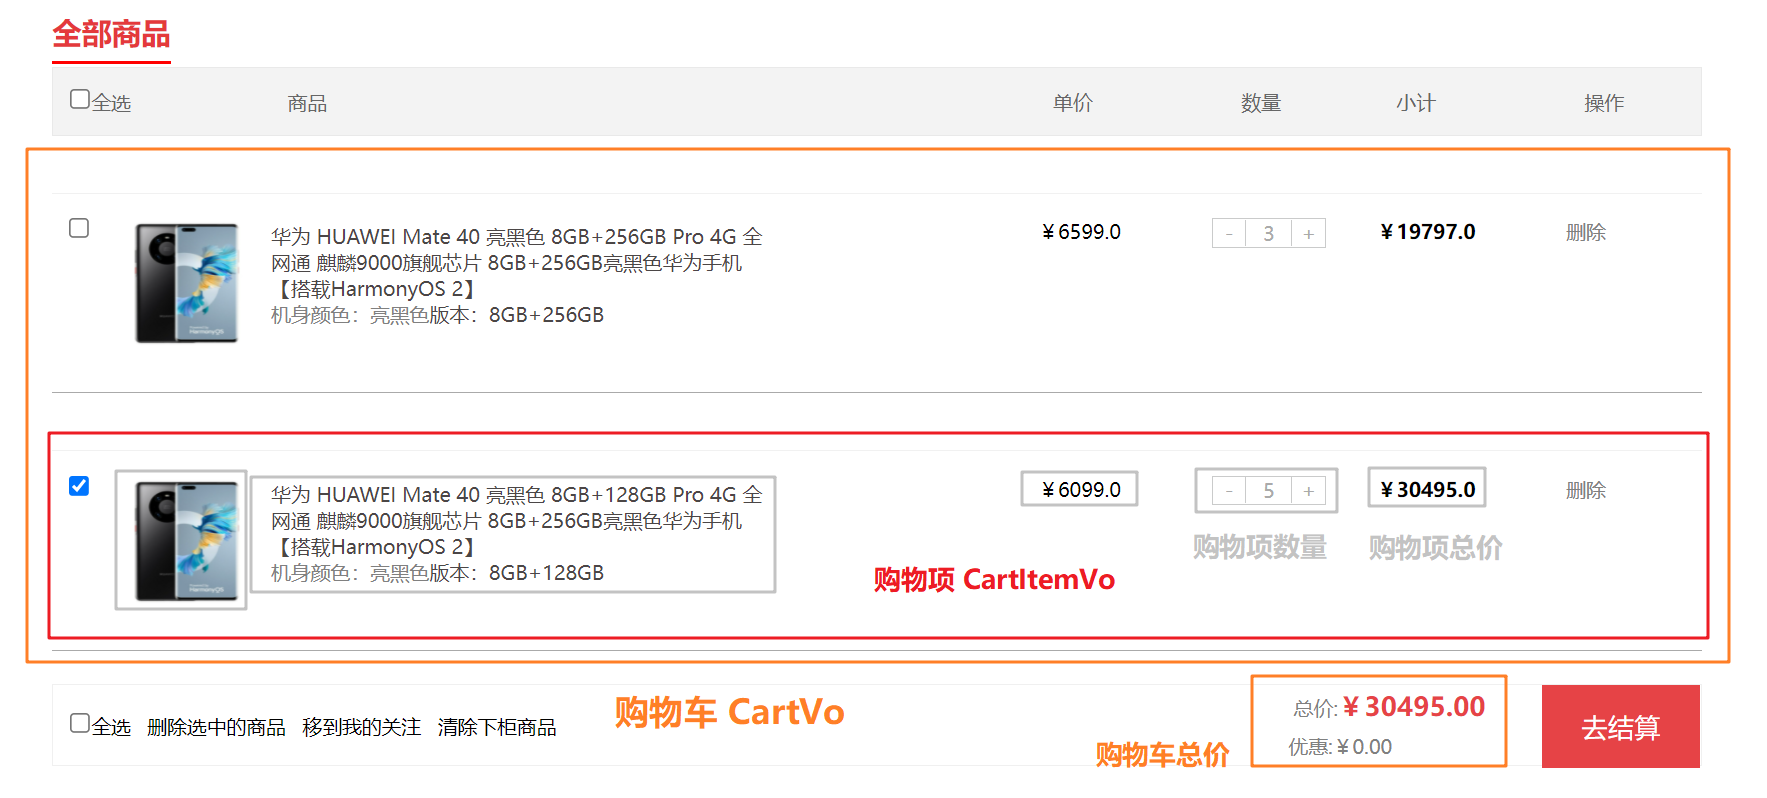 全部商品
全选 商品 单价 数量 小计 操作
华为 HUAWEI Mate 40 亮黑色 8GB+256GB Pro 4G 全 ¥6599.0 - 3 + ¥19797.0 删除
网通 麒麟9000旗舰芯片 8GB+256GB亮黑色华为手机
【搭载HarmonyOS 2】
机身颜色：亮黑色版本：8GB+256GB
华为 HUAWEI Mate 40 亮黑色 8GB+128GB Pro 4G 全 ¥6099.0 - 5 + ¥30495.0 删除
网通 麒麟9000旗舰芯片 8GB+256GB亮黑色华为手机
【搭载HarmonyOS 2】
机身颜色：亮黑色版本：8GB+128GB
购物项数量 购物项总价
购物项 CartItemVo
全选 删除选中的商品 移到我的关注 清除下柜商品
购物车 CartVo
购物车总价
总价:¥30495.00
优惠:¥0.00
去结算